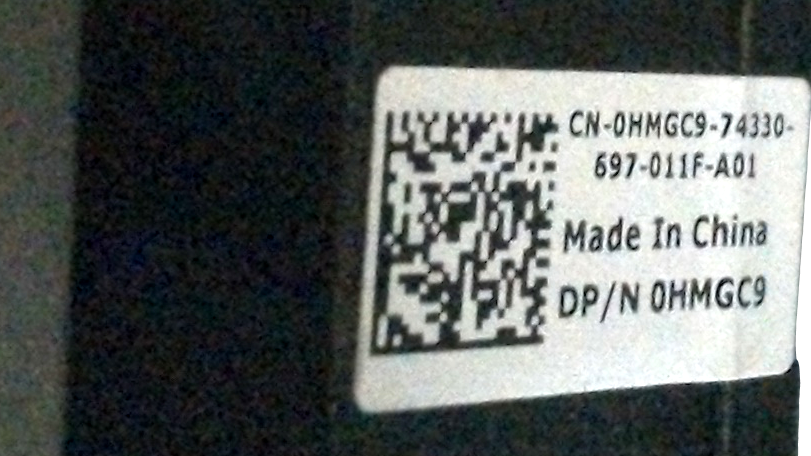 CN-0HMGC9-74330-
697-011F-A01
Made In China
DP/N 0HMGC9